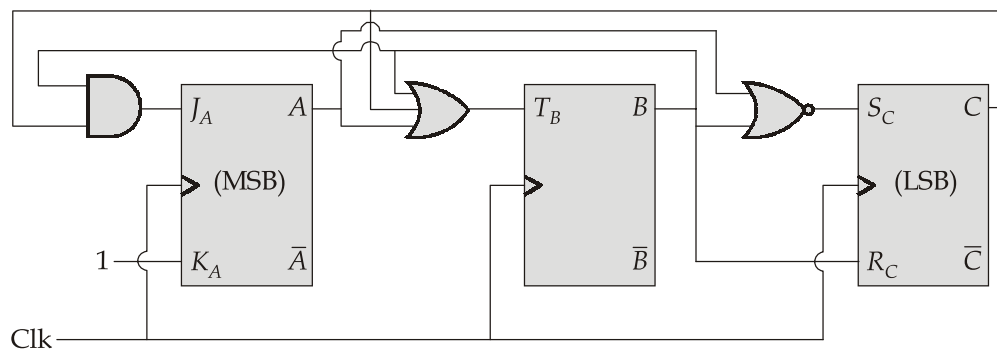 J_A A
(MSB)
K_A A̅
1
T_B B
B̅
S_C C
(LSB)
R_C C̅
Clk